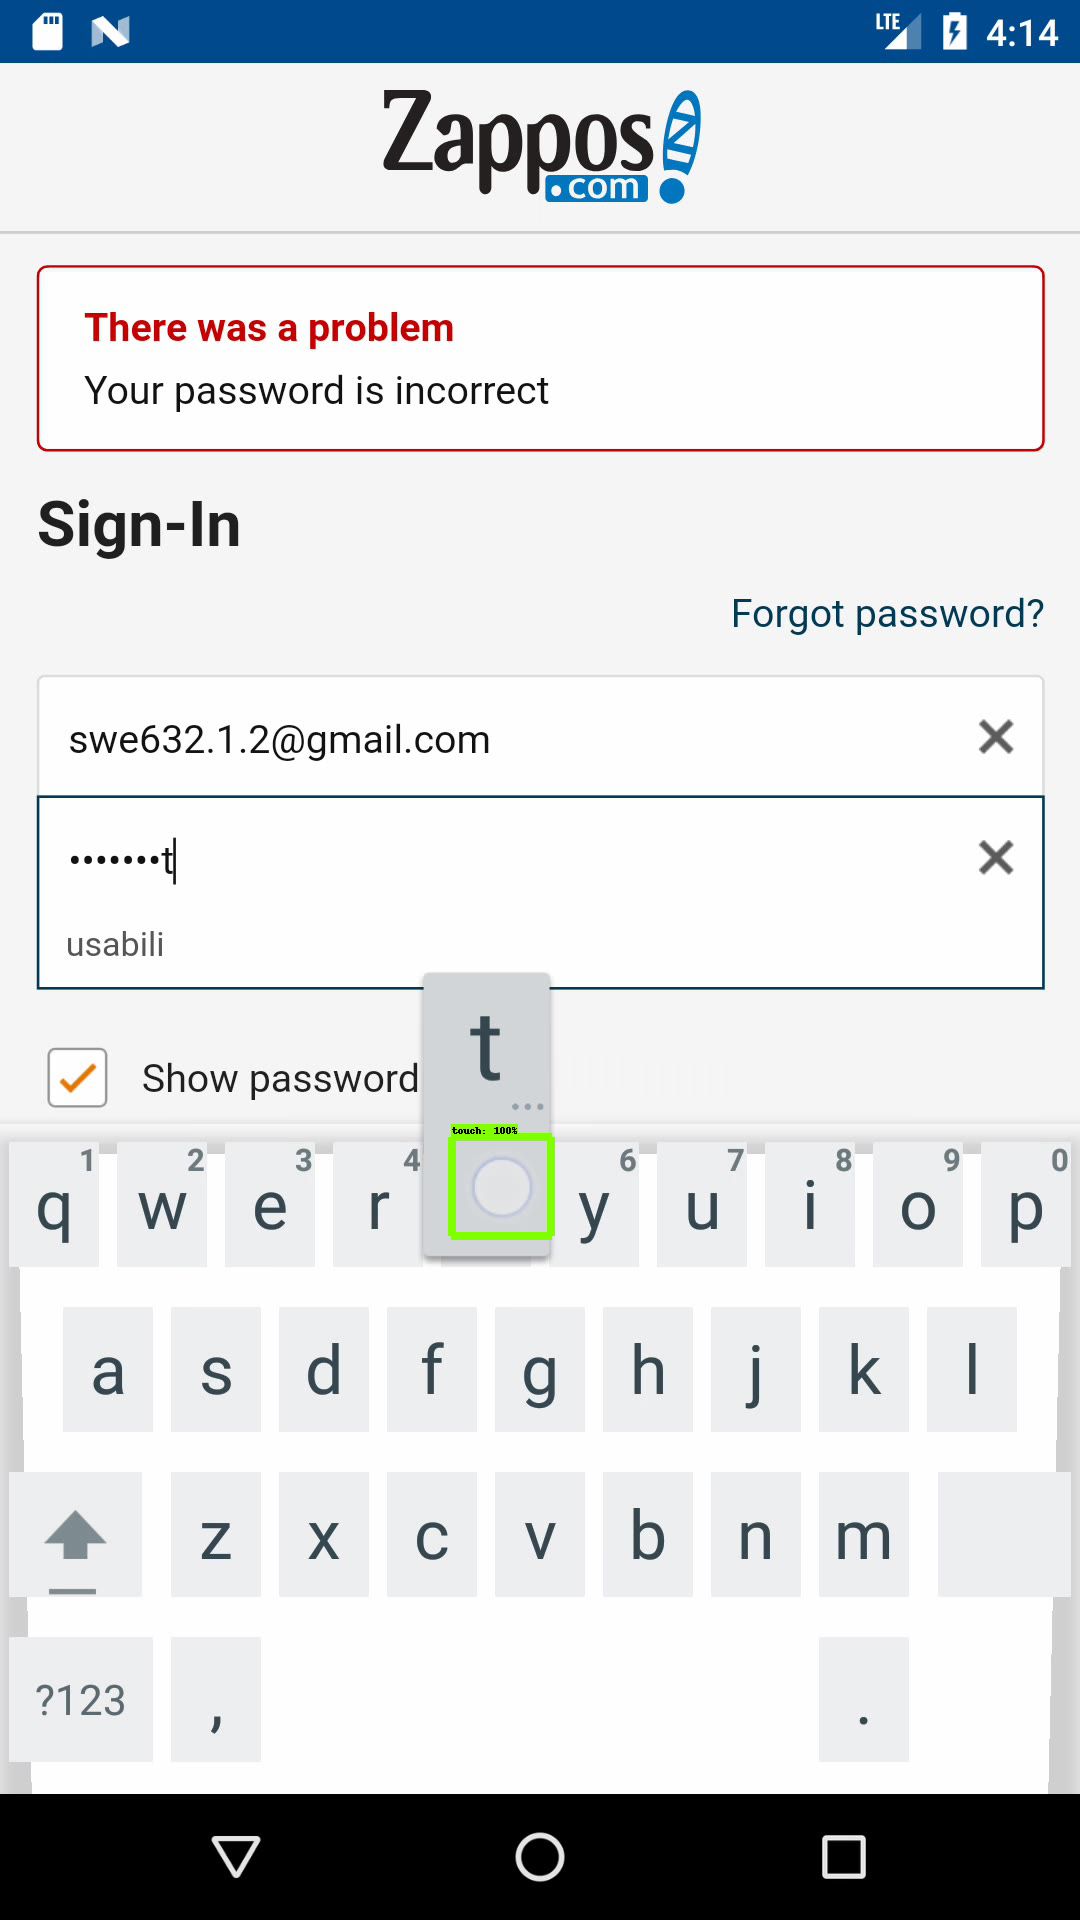 LTE 4:14
Zappos
.com
There was a problem
Your password is incorrect
Sign-In
Forgot password?
swe632.1.2@gmail.com
•••••••t
usabili
t
Show password
touch: 100%
1 2 3 4 6 7 8 9 0
q w e r y u i o p
a s d f g h j k l
z x c v b n m
?123 , .